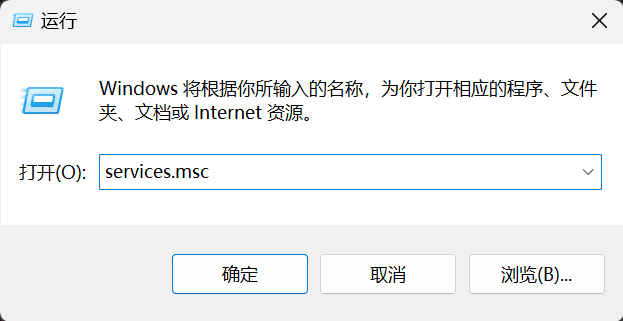 运行
Windows 将根据你所输入的名称，为你打开相应的程序、文件
夹、文档或 Internet 资源。
打开(O): services.msc
确定 取消 浏览(B)...